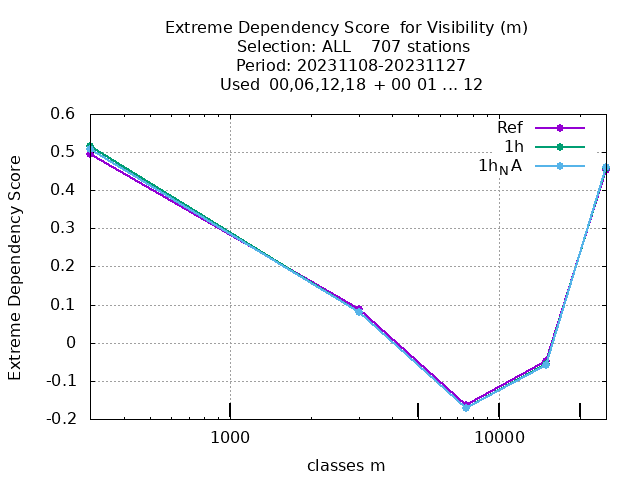 Extreme Dependency Score  for Visibility (m)
Selection: ALL    707 stations
Period: 20231108-20231127
Used  00,06,12,18  + 00 01 ... 12
Extreme Dependency Score
0.6
0.5
0.4
0.3
0.2
0.1
0
-0.1
-0.2
Ref
1h
1h_NA
1000
10000
classes m